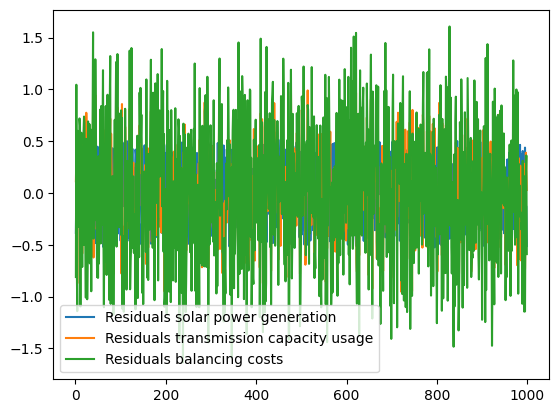 1.5
1.0
0.5
0.0
-0.5
-1.0
-1.5
Residuals solar power generation
Residuals transmission capacity usage
Residuals balancing costs
0 200 400 600 800 1000